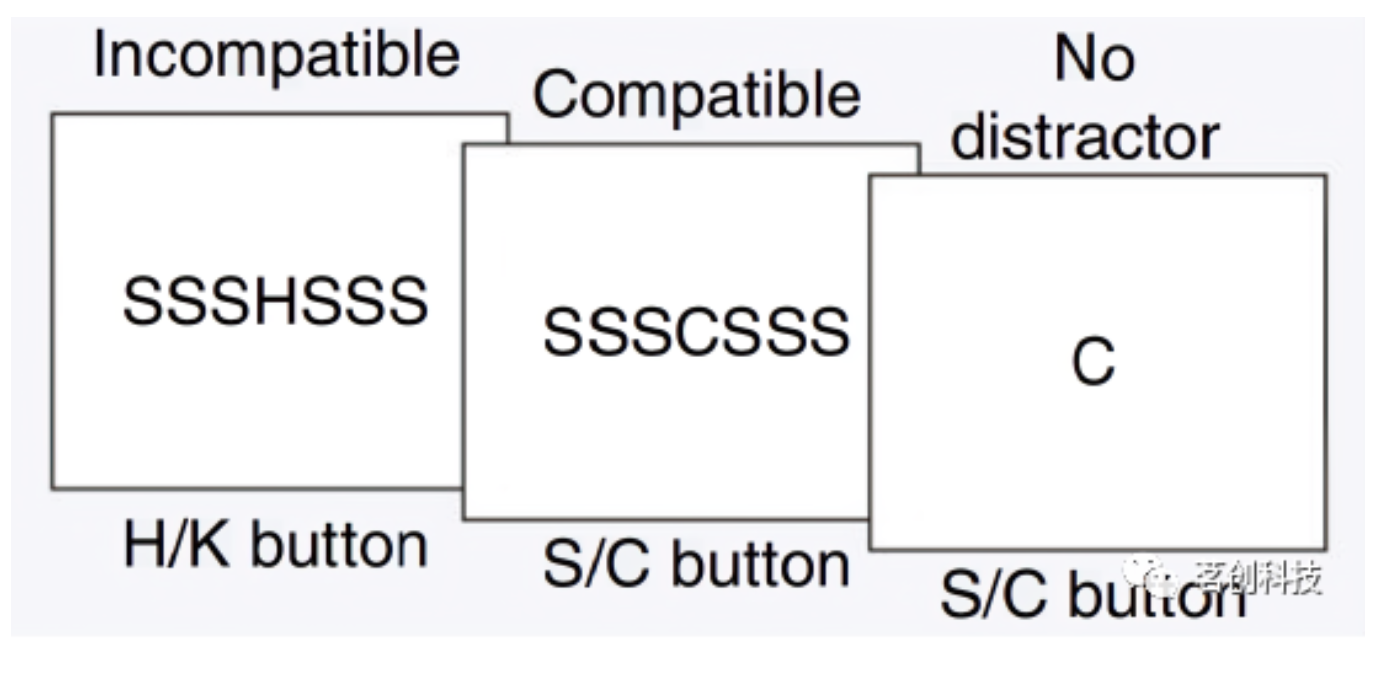 Incompatible
Compatible
No
distractor
SSSHSSS
SSSCSSS
C
H/K button
S/C button
S/C button
茗创科技